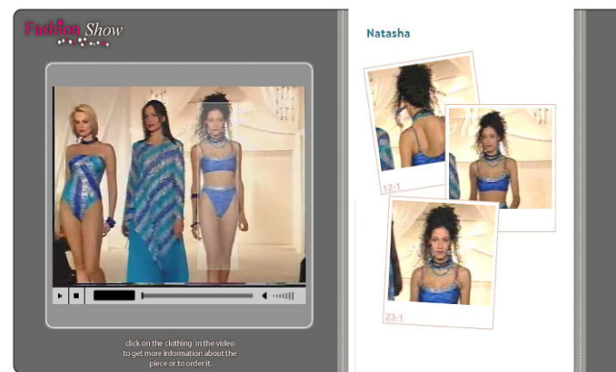 Fashion Show
Natasha
12-1
23-1
click on the clothing in the video
to get more information about the
piece or to order it.